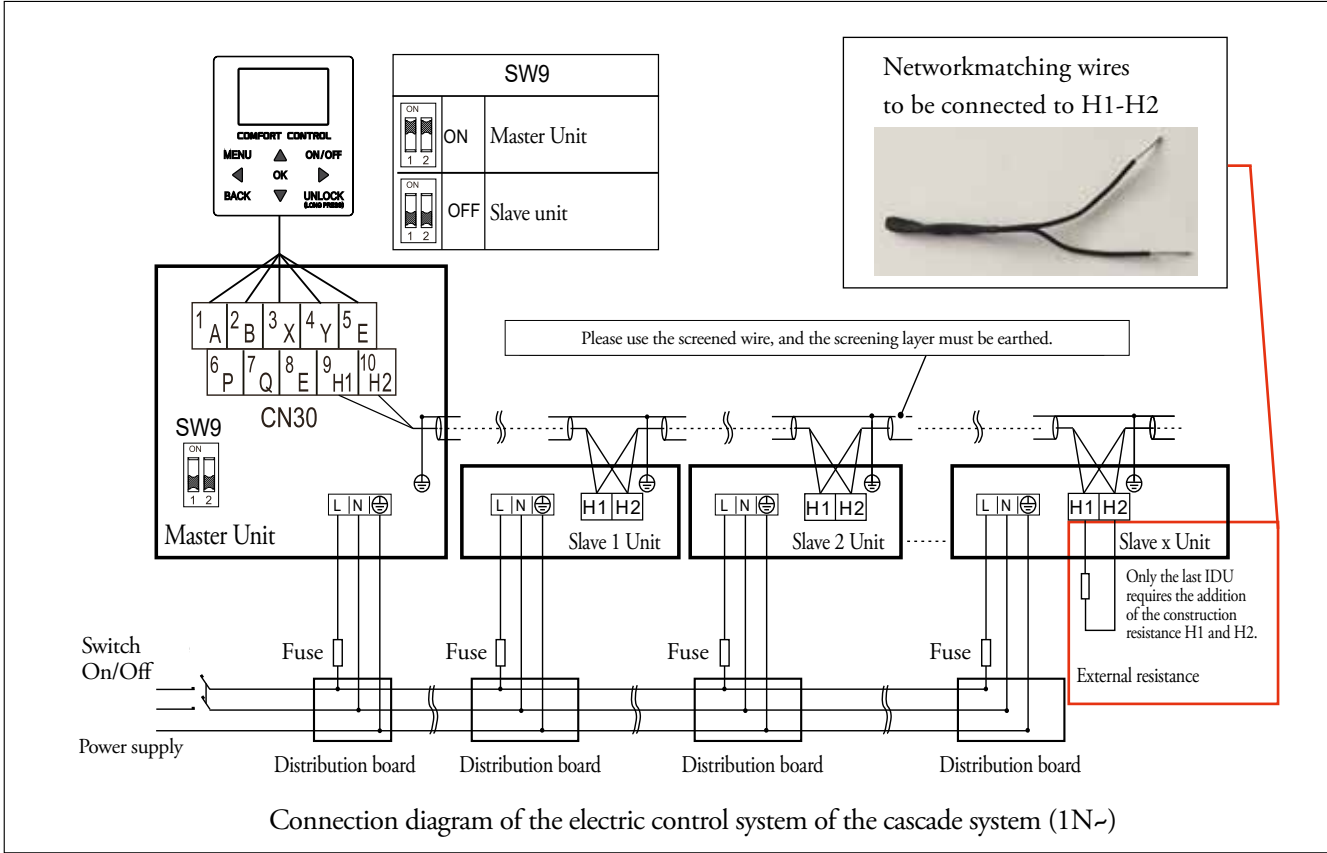 COMFORT CONTROL
MENU
ON/OFF
OK
BACK
UNLOCK
(LONG PRESS)
SW9
ON
1 2
ON
Master Unit
ON
1 2
OFF
Slave unit
Networkmatching wires
to be connected to H1-H2
1 A 2 B 3 X 4 Y 5 E
6 P 7 Q 8 E 9 H1 10 H2
CN30
SW9
ON
1 2
Master Unit
L N
Please use the screened wire, and the screening layer must be earthed.
L N
H1 H2
Slave 1 Unit
L N
H1 H2
Slave 2 Unit
L N
H1 H2
Slave x Unit
Only the last IDU
requires the addition
of the construction
resistance H1 and H2.
External resistance
Switch
On/Off
Fuse
Fuse
Fuse
Fuse
Power supply
Distribution board
Distribution board
Distribution board
Distribution board
Connection diagram of the electric control system of the cascade system (1N~)